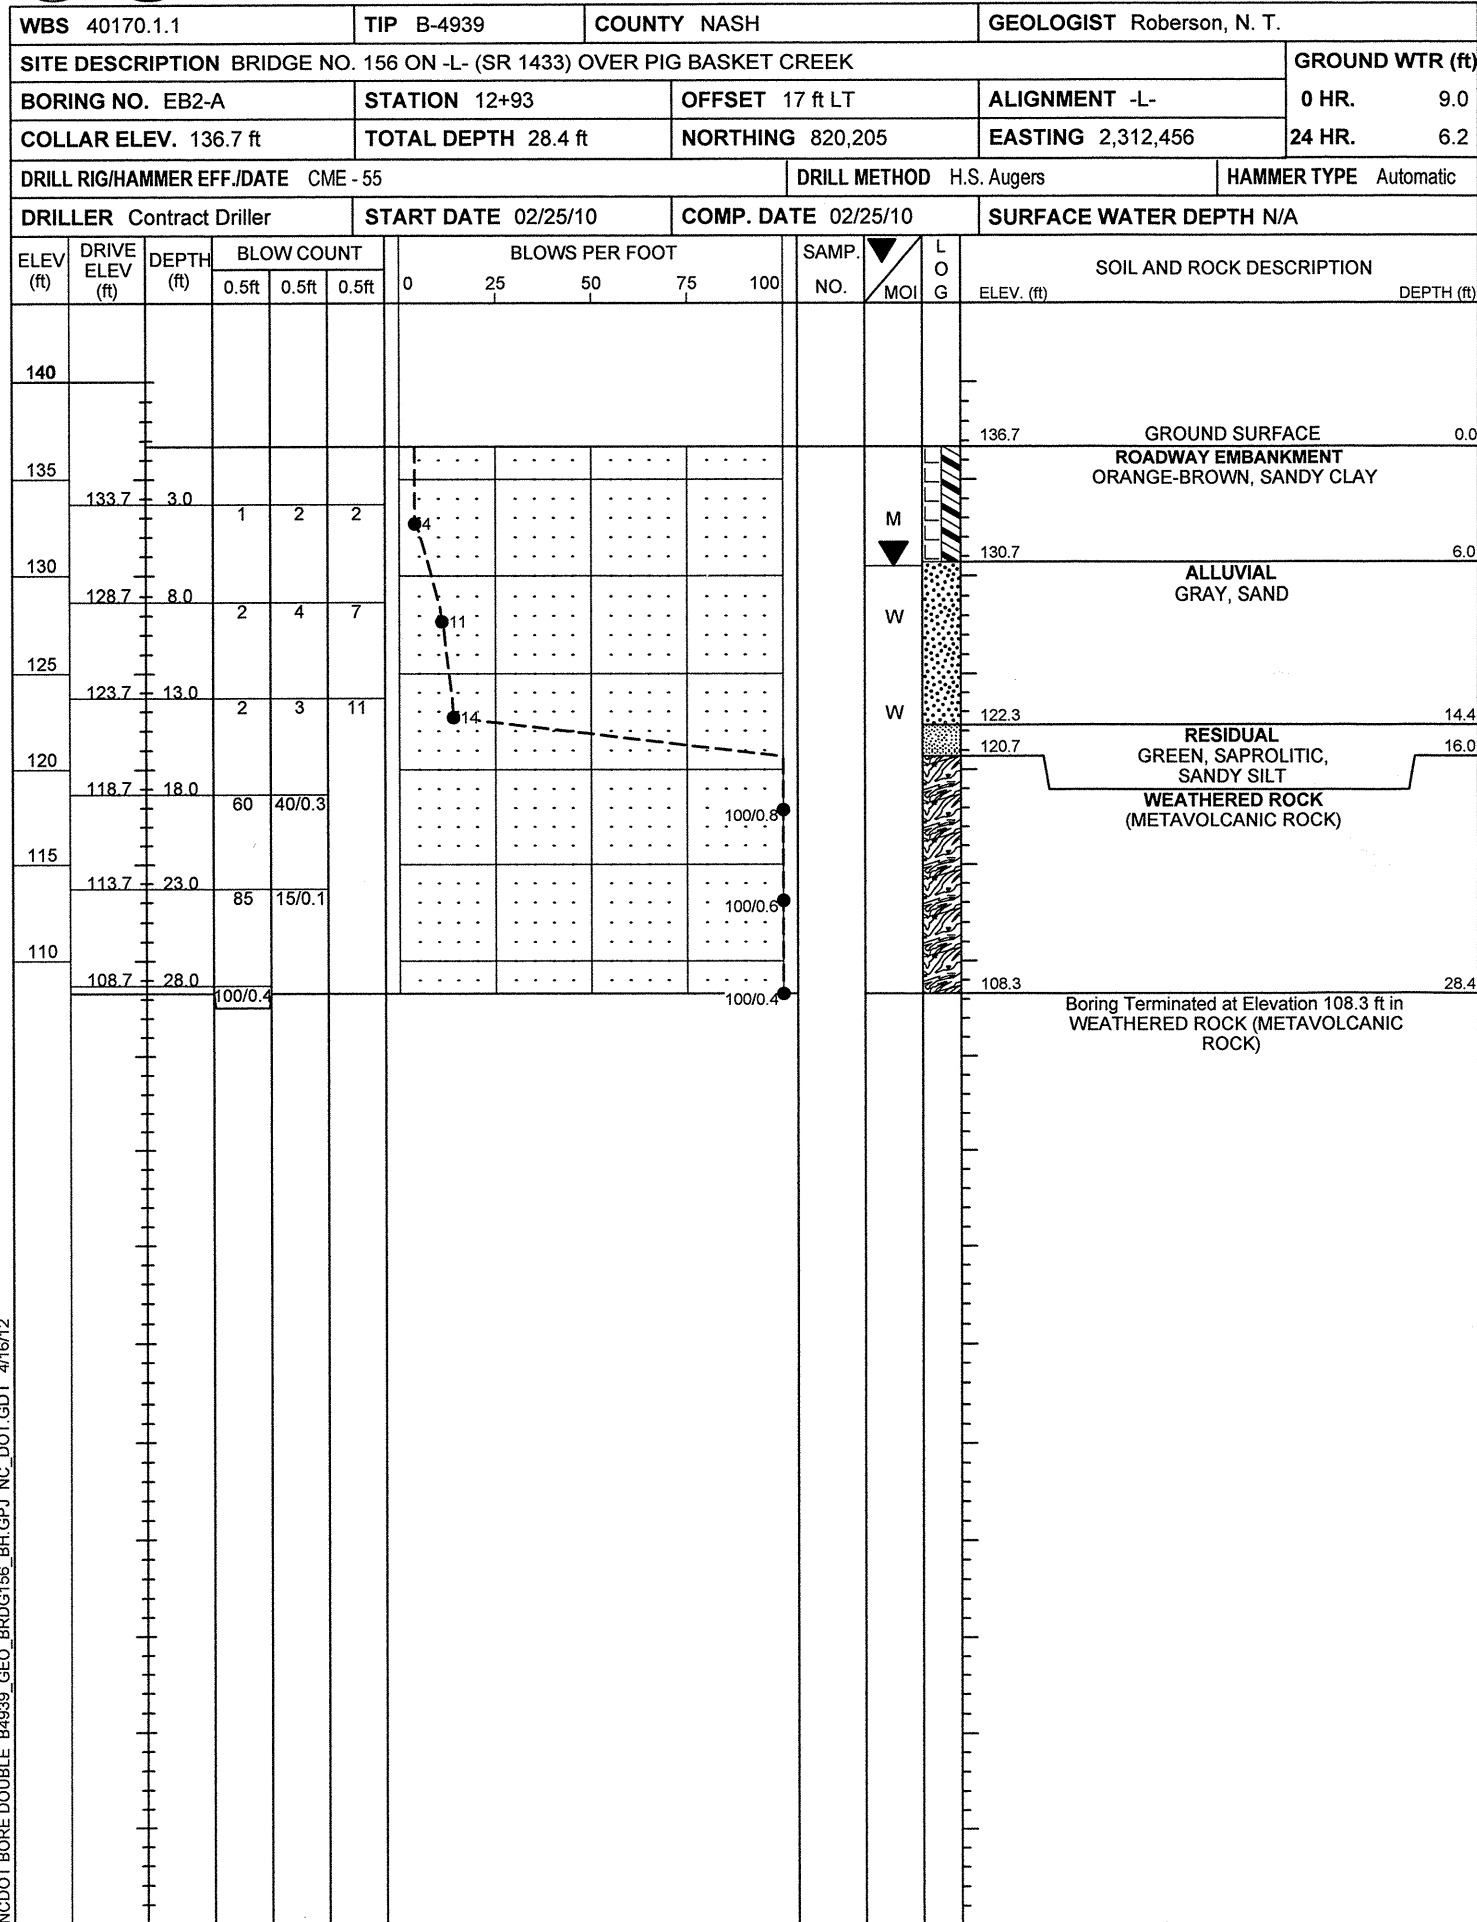 WBS 40170.1.1 TIP B-4939 COUNTY NASH GEOLOGIST Roberson, N. T.
SITE DESCRIPTION BRIDGE NO. 156 ON -L- (SR 1433) OVER PIG BASKET CREEK GROUND WTR (ft)
BORING NO. EB2-A STATION 12+93 OFFSET 17 ft LT ALIGNMENT -L- 0 HR. 9.0
COLLAR ELEV. 136.7 ft TOTAL DEPTH 28.4 ft NORTHING 820,205 EASTING 2,312,456 24 HR. 6.2
DRILL RIG/HAMMER EFF./DATE CME - 55 DRILL METHOD H.S. Augers HAMMER TYPE Automatic
DRILLER Contract Driller START DATE 02/25/10 COMP. DATE 02/25/10 SURFACE WATER DEPTH N/A
ELEV (ft) DRIVE ELEV (ft) DEPTH (ft) BLOW COUNT BLOWS PER FOOT SAMP. NO. MOI LOG SOIL AND ROCK DESCRIPTION
0.5ft 0.5ft 0.5ft 0 25 50 75 100 ELEV. (ft) DEPTH (ft)
140
136.7 GROUND SURFACE 0.0
ROADWAY EMBANKMENT
135 ORANGE-BROWN, SANDY CLAY
133.7 3.0
1 2 2 4 M
130.7 6.0
130 ALLUVIAL
128.7 8.0 GRAY, SAND
2 4 7 11 W
125
123.7 13.0
2 3 11 14 W 122.3 14.4
RESIDUAL
120.7 16.0
120 GREEN, SAPROLITIC,
SANDY SILT
118.7 18.0
60 40/0.3 100/0.8 WEATHERED ROCK
(METAVOLCANIC ROCK)
115
113.7 23.0
85 15/0.1 100/0.6
110
108.7 28.0 108.3 28.4
100/0.4 100/0.4
Boring Terminated at Elevation 108.3 ft in
WEATHERED ROCK (METAVOLCANIC
ROCK)
NCDOT BORE DOUBLE B4939_GEO_BRDG156_BH.GPJ NC_DOT.GDT 4/16/12